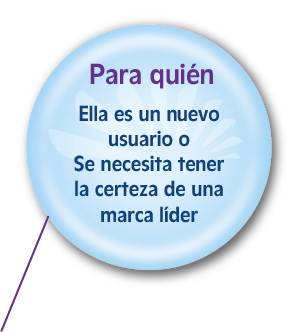 Para quién
Ella es un nuevo
usuario o
Se necesita tener
la certeza de una
marca líder